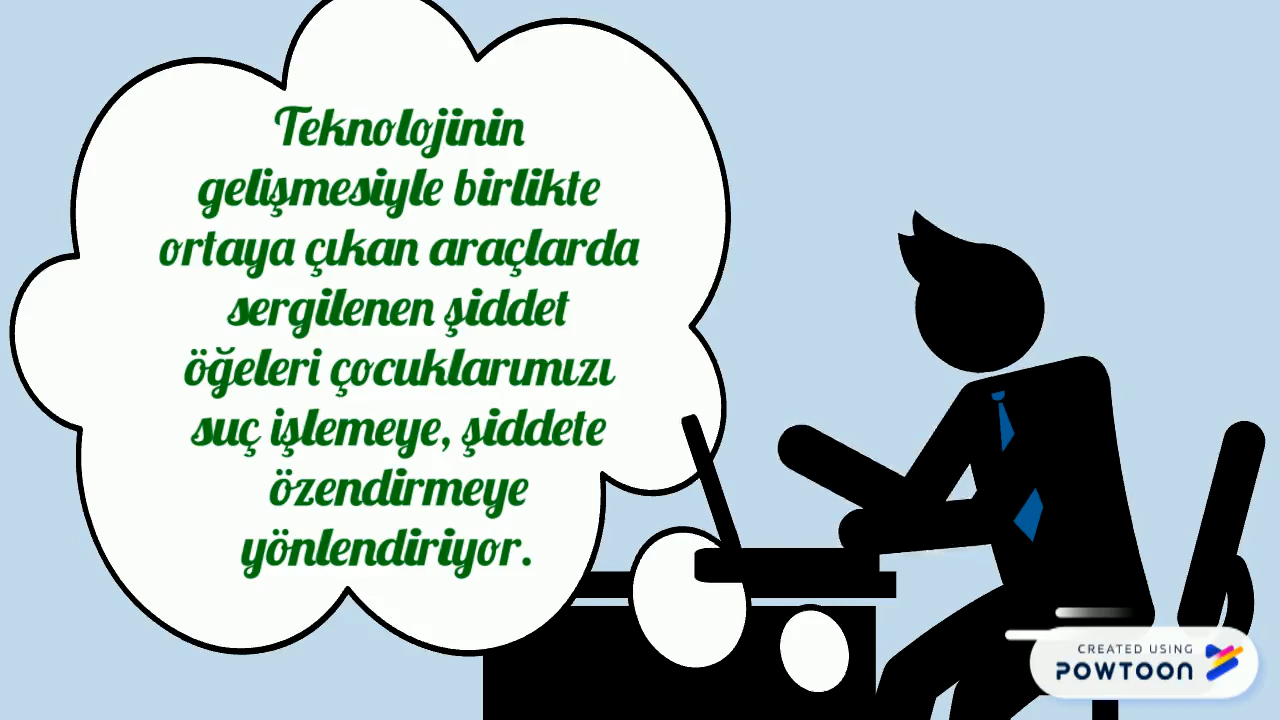 Teknolojinin
gelişmesiyle birlikte
ortaya çıkan araçlarda
sergilenen şiddet
öğeleri çocuklarımızı
suç işlemeye, şiddete
özendirmeye
yönlendiriyor.
CREATED USING
POWTOON